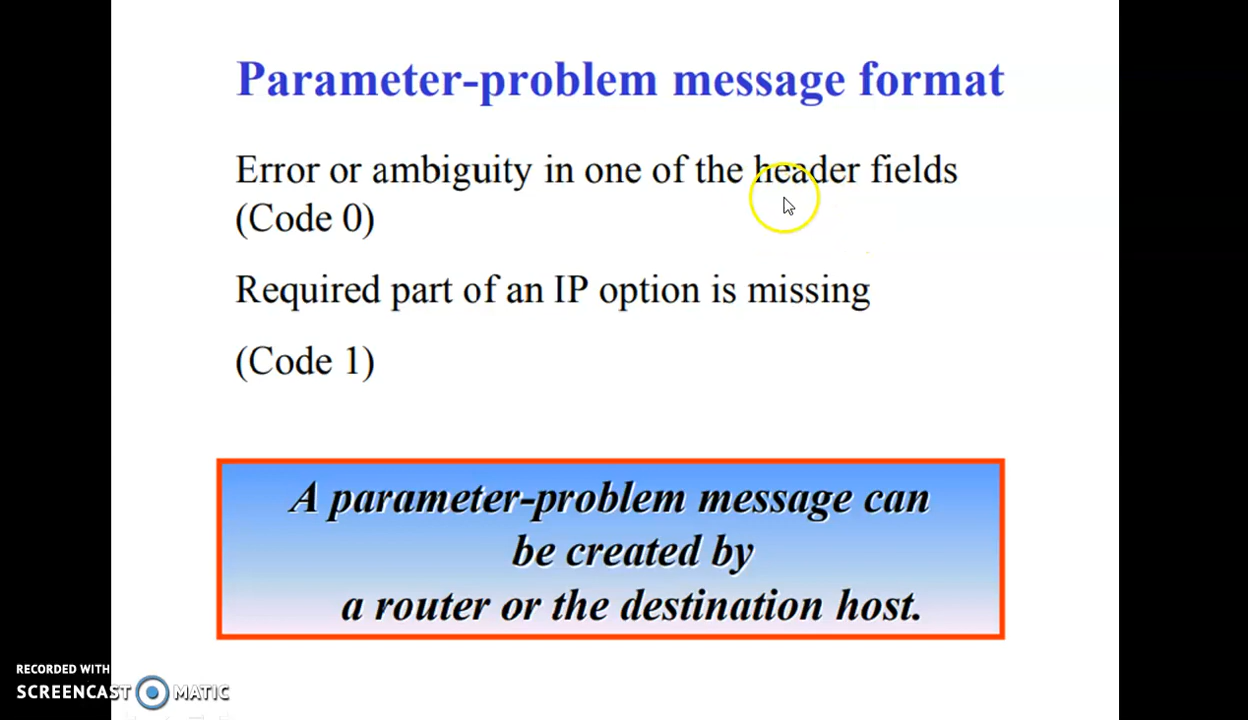 Parameter-problem message format
Error or ambiguity in one of the header fields
(Code 0)
Required part of an IP option is missing
(Code 1)
A parameter-problem message can
be created by
a router or the destination host.
RECORDED WITH
SCREENCAST MATIC